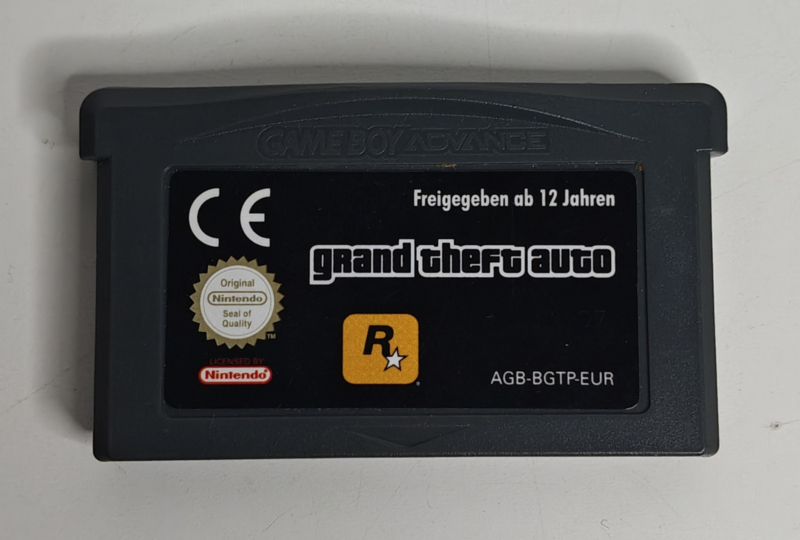 GAME BOY ADVANCE
CE
Freigegeben ab 12 Jahren
grand theft auto
Original
Nintendo
Seal of
Quality
TM
R
LICENSED BY
Nintendo®
AGB-BGTP-EUR